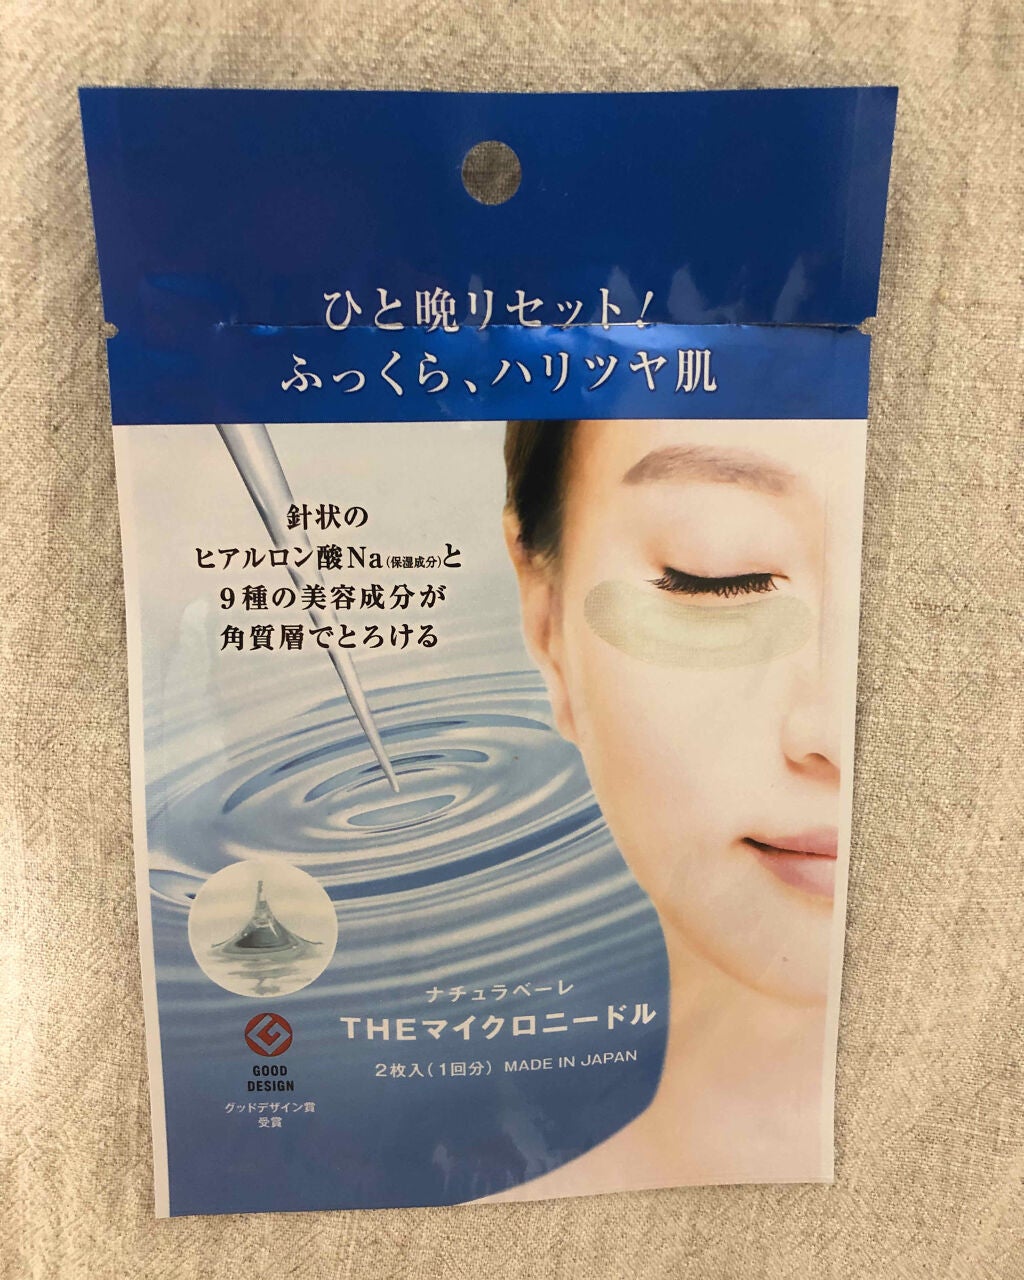 ひと晩リセット!
ふっくら、ハリツヤ肌
針状の
ヒアルロン酸Na(保湿成分)と
9種の美容成分が
角質層でとろける
ナチュラベーレ
THEマイクロニードル
2枚入(1回分) MADE IN JAPAN
GOOD
DESIGN
グッドデザイン賞
受賞